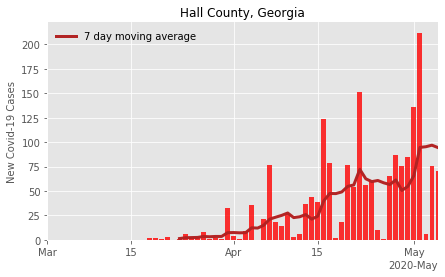 Hall County, Georgia
7 day moving average
New Covid-19 Cases
200
175
150
125
100
75
50
25
0
Mar
15
Apr
15
May
2020-May